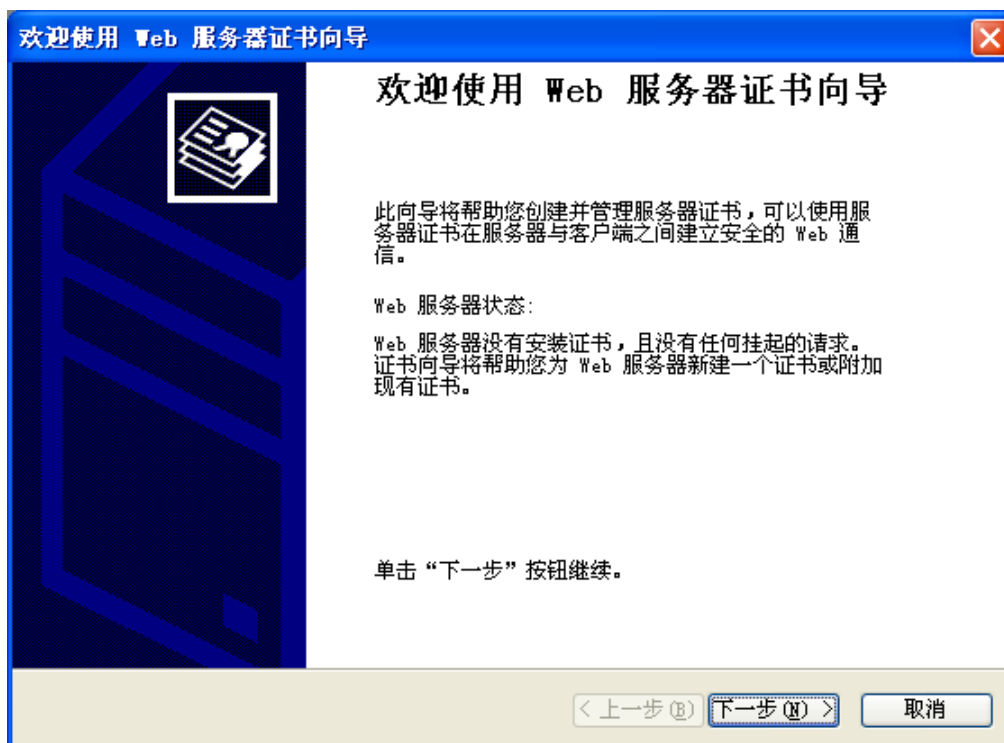 欢迎使用 Web 服务器证书向导
欢迎使用 Web 服务器证书向导
此向导将帮助您创建并管理服务器证书，可以使用服
务器证书在服务器与客户端之间建立安全的 Web 通
信。
Web 服务器状态:
Web 服务器没有安装证书，且没有任何挂起的请求。
证书向导将帮助您为 Web 服务器新建一个证书或附加
现有证书。
单击“下一步”按钮继续。
< 上一步(B) 下一步(N) > 取消